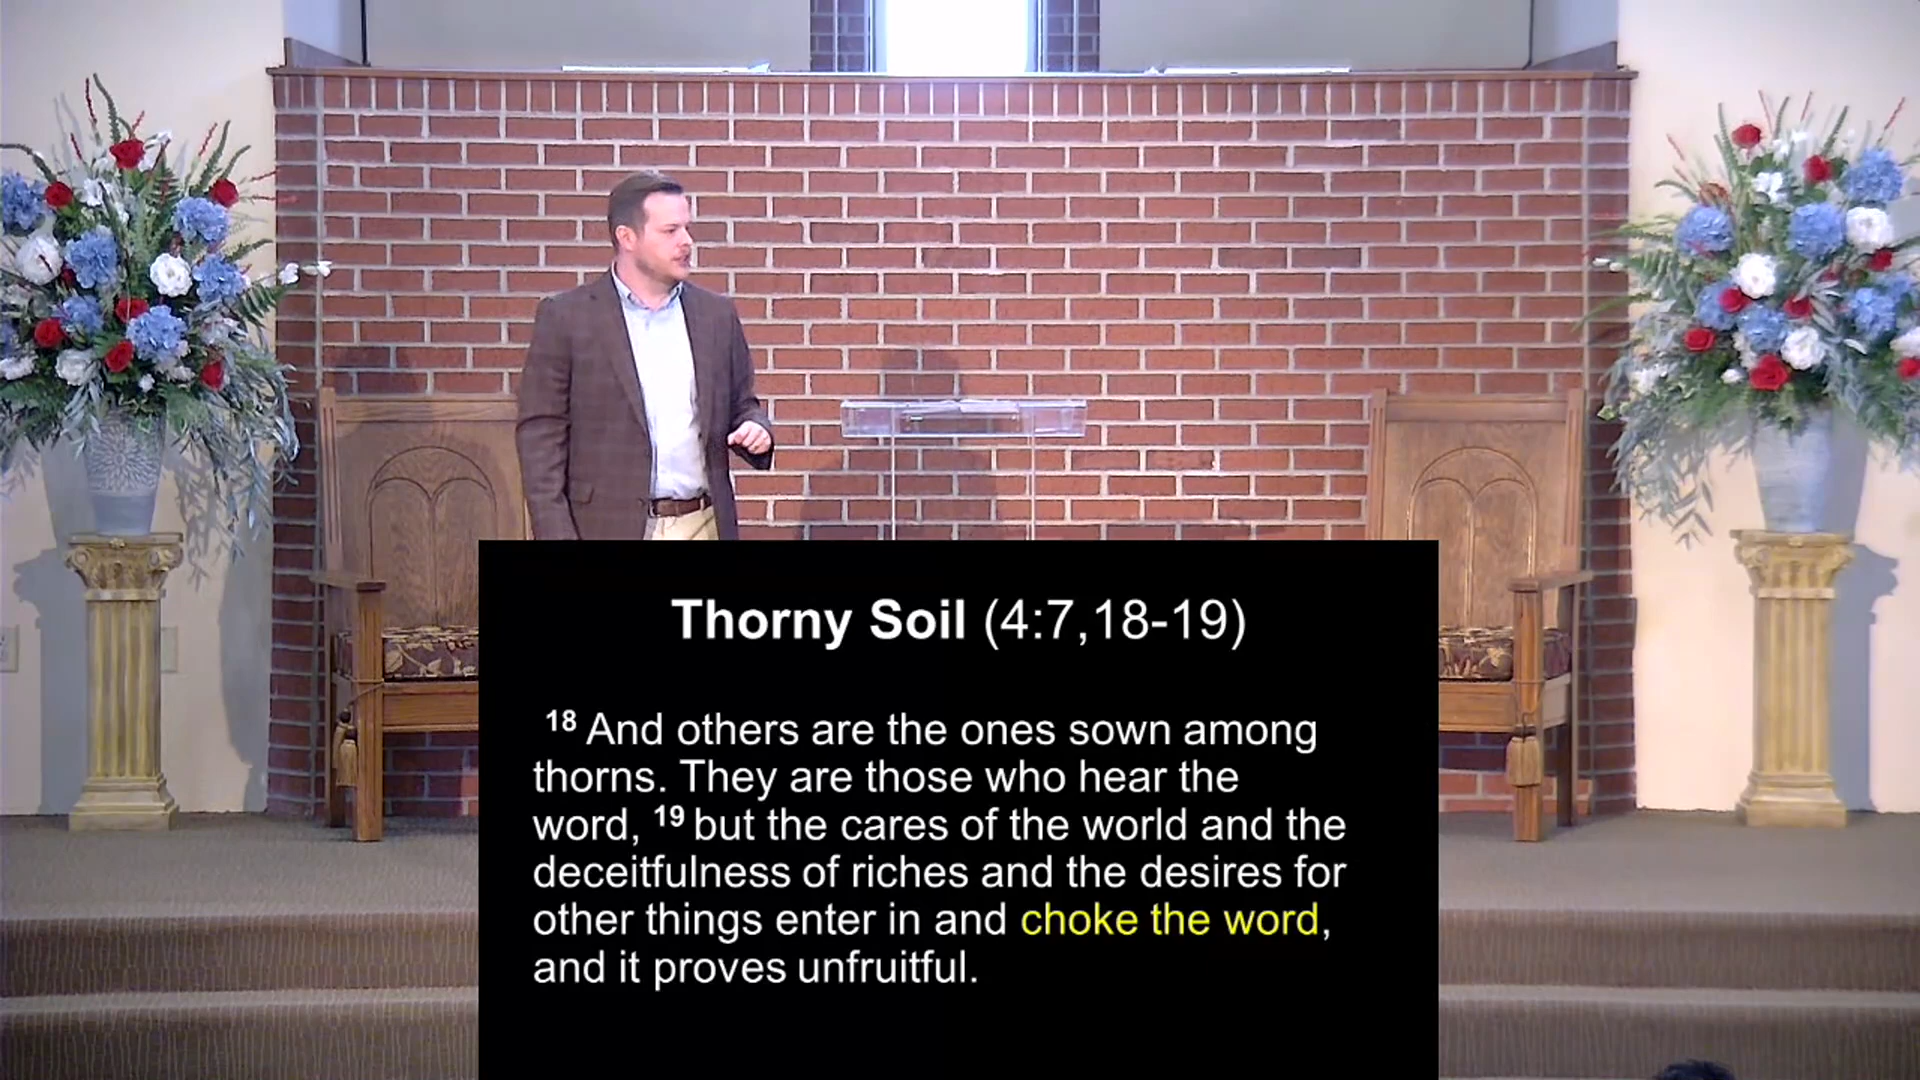 Thorny Soil (4:7,18-19)
18 And others are the ones sown among
thorns. They are those who hear the
word, 19 but the cares of the world and the
deceitfulness of riches and the desires for
other things enter in and choke the word,
and it proves unfruitful.